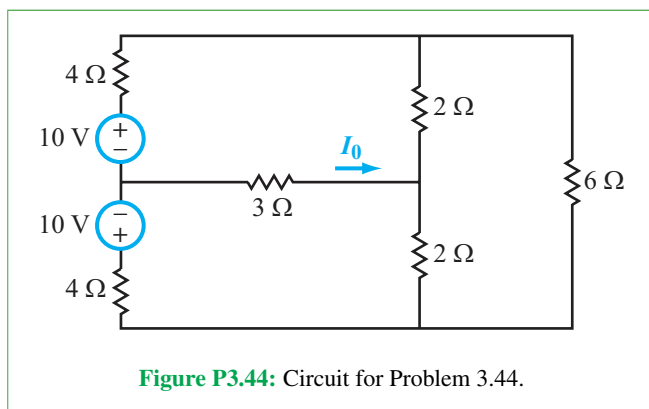 4 Ω
2 Ω
10 V
+
−
I0
6 Ω
3 Ω
10 V
−
+
2 Ω
4 Ω
Figure P3.44: Circuit for Problem 3.44.